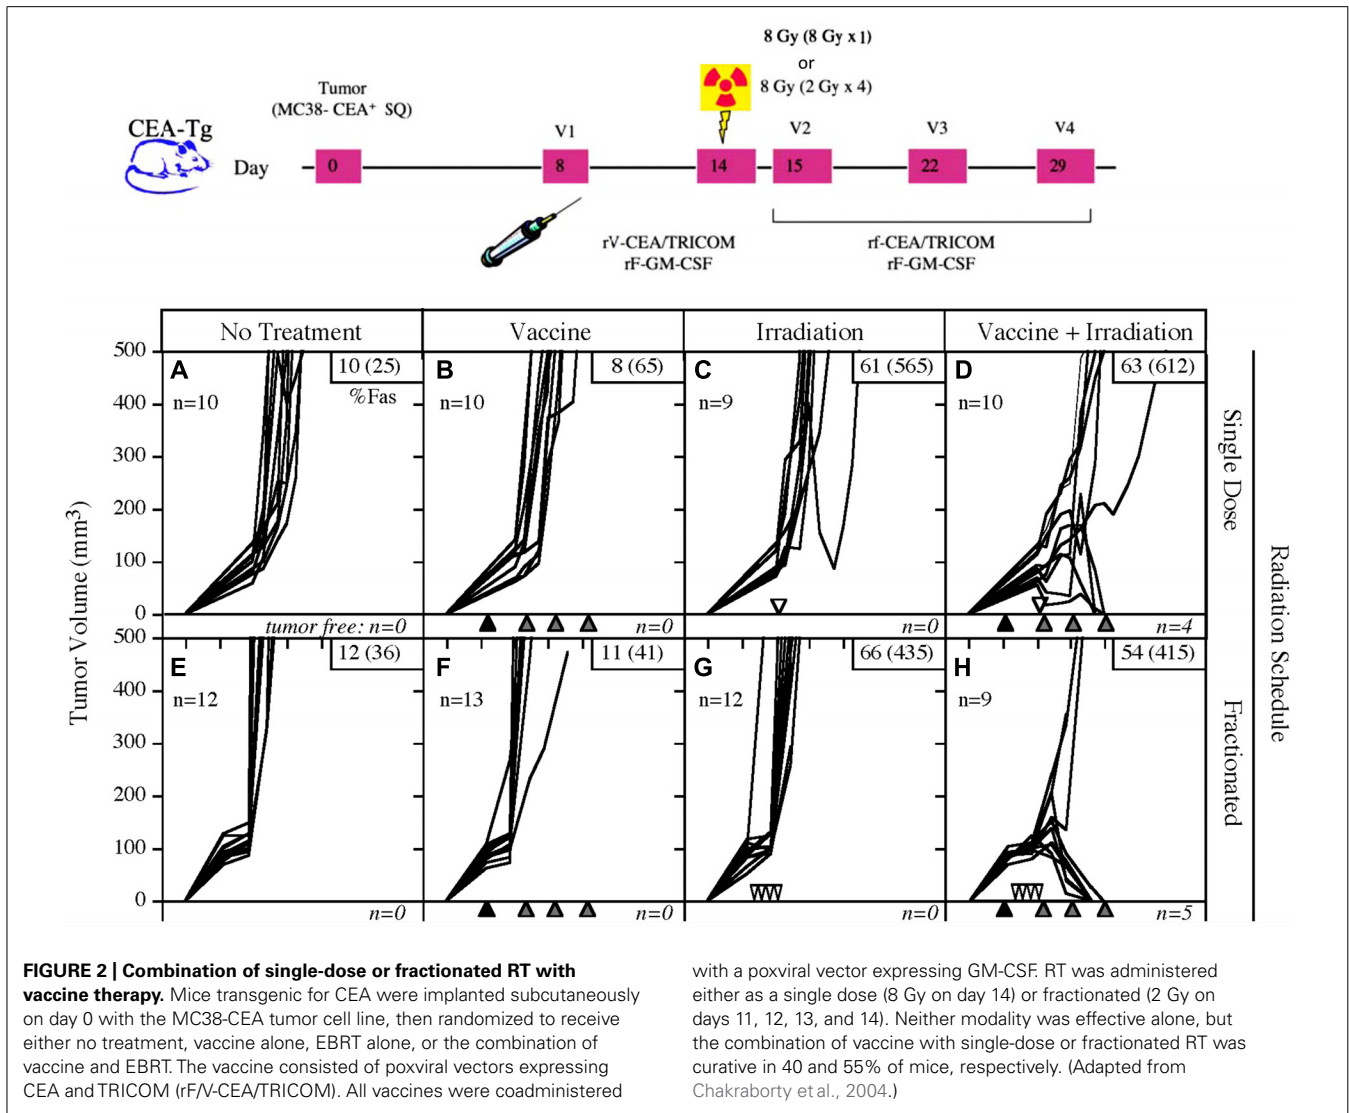 8 Gy (8 Gy x1)
or
8 Gy (2 Gy x 4)
Tumor
(MC38- CEA⁺ SQ)
CEA-Tg
V1
V2
V3
V4
Day
0
8
14
15
22
29
rV-CEA/TRICOM
rF-GM-CSF
rf-CEA/TRICOM
rF-GM-CSF
No Treatment
Vaccine
Irradiation
Vaccine + Irradiation
Tumor Volume (mm³)
500
400
300
200
100
0
A
10 (25)
%Fas
n=10
tumor free: n=0
B
8 (65)
n=10
n=0
C
61 (565)
n=9
n=0
D
63 (612)
n=10
n=4
Single Dose
500
400
300
200
100
0
E
12 (36)
n=12
n=0
F
11 (41)
n=13
n=0
G
66 (435)
n=12
n=0
H
54 (415)
n=9
n=5
Fractionated
Radiation Schedule
FIGURE 2 | Combination of single-dose or fractionated RT with
vaccine therapy. Mice transgenic for CEA were implanted subcutaneously
on day 0 with the MC38-CEA tumor cell line, then randomized to receive
either no treatment, vaccine alone, EBRT alone, or the combination of
vaccine and EBRT. The vaccine consisted of poxviral vectors expressing
CEA and TRICOM (rF/V-CEA/TRICOM). All vaccines were coadministered
with a poxviral vector expressing GM-CSF. RT was administered
either as a single dose (8 Gy on day 14) or fractionated (2 Gy on
days 11, 12, 13, and 14). Neither modality was effective alone, but
the combination of vaccine with single-dose or fractionated RT was
curative in 40 and 55% of mice, respectively. (Adapted from
Chakraborty et al., 2004.)